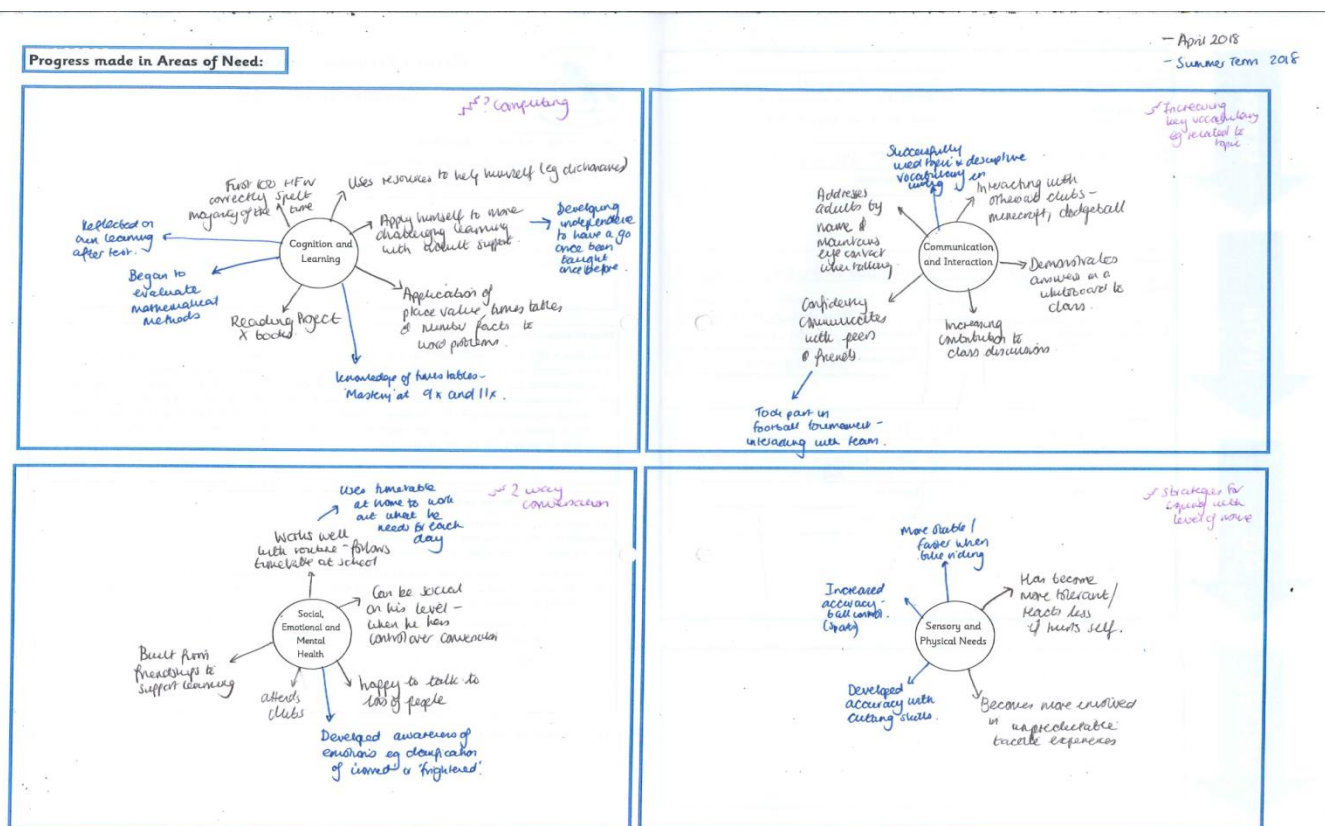 Progress made in Areas of Need:
- April 2018
- Summer Term 2018
? Computing
First 100 HFW
correctly spelt
majority of the time
Uses resources to help himself (eg dictionaries)
Reflected on
own learning
after test.
Cognition and
Learning
Apply himself to more
challenging learning
with adult support.
Developing
independence
to have a go
once been
taught
once before.
Began to
evaluate
mathematical
methods
Reading Project
X books
Application of
place value, times tables
& number facts to
word problems.
Knowledge of times tables -
'Mastery' at 9x and 11x.
Increasing
key vocabulary
eg related to
topic
Successfully
used topic & descriptive
vocabulary in
writing
Addresses
adults by
name &
maintains
eye contact
when talking
Interacting with
others at clubs -
minecraft, dodgeball
Communication
and Interaction
Demonstrates
answers on a
whiteboard to
class.
Confidently
communicates
with peers
& friends
Increasing
contribution to
class discussions
Took part in
football tournament -
interacting with team.
2 way
conversation
Uses timetable
at home to work
out what he
needs for each
day
Works well
with routine - follows
timetable at school
Can be social
on his level -
when he has
control over conversation
Social,
Emotional and
Mental
Health
Built firm
friendships to
support learning
attends
clubs
happy to talk to
lots of people
Developed awareness of
emotions eg clarification
of 'worried' or 'frightened'.
Strategies for
coping with
level of noise
More stable /
faster when
bike riding
Increased
accuracy -
ball control
(sports)
Has become
more tolerant /
reacts less
if hurts self.
Sensory and
Physical Needs
Developed
accuracy with
cutting skills.
Becomes more involved
in unpredictable
tactile experiences